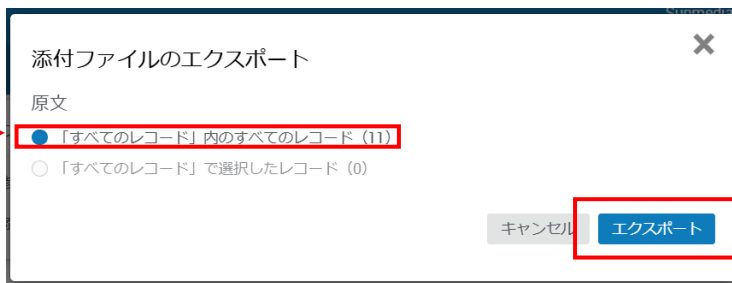 Sunmedia
添付ファイルのエクスポート
原文
「すべてのレコード」内のすべてのレコード（11）
「すべてのレコード」で選択したレコード（0）
キャンセル エクスポート